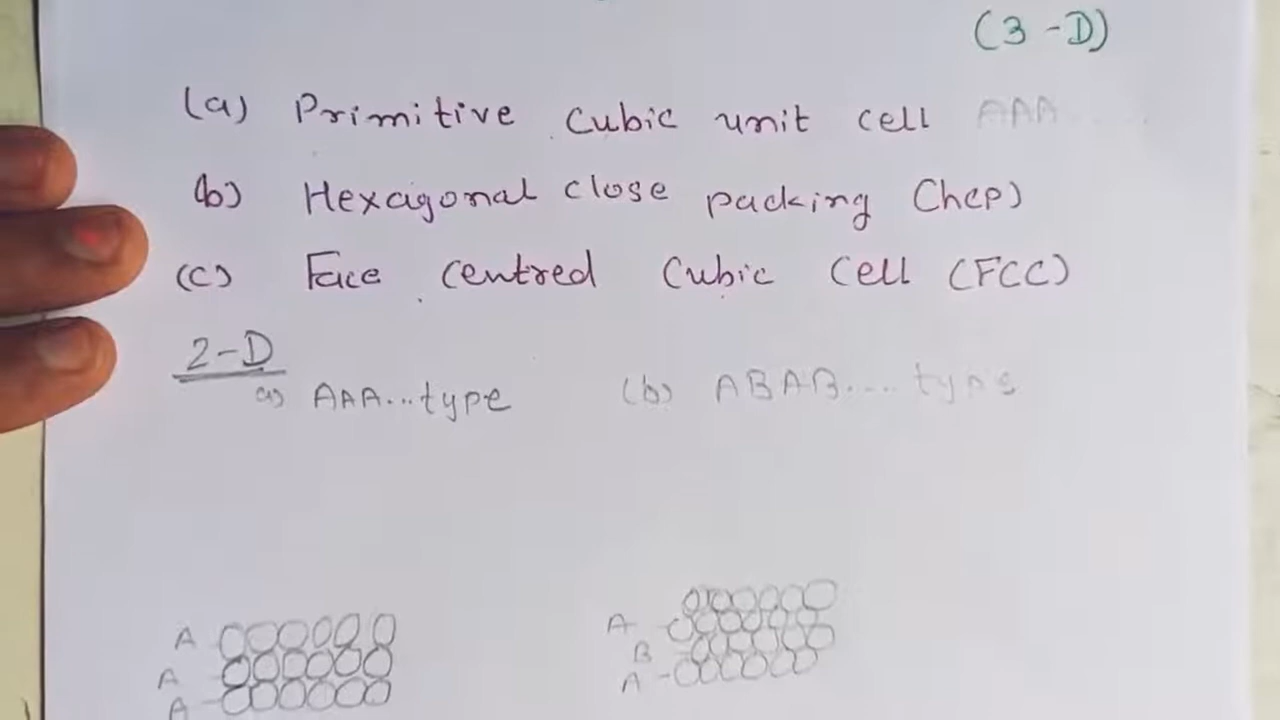 (3-D)
(a) Primitive cubic unit cell AAA....
(b) Hexagonal close packing (hcp)
(c) Face centred cubic cell (FCC)
2-D
(a) AAA...type (b) ABAB....type
A
A
A
A
B
A